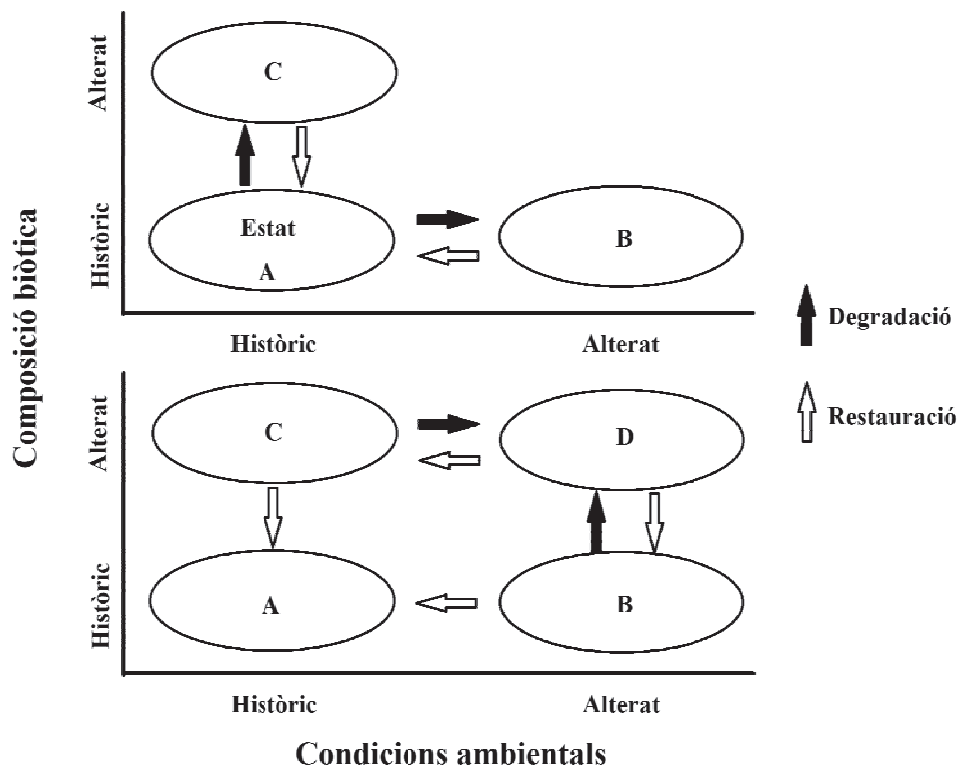 Composició biòtica
Alterat
C
Històric
Estat
A
B
Històric
Alterat
Degradació
Restauració
Alterat
C
D
Històric
A
B
Històric
Alterat
Condicions ambientals